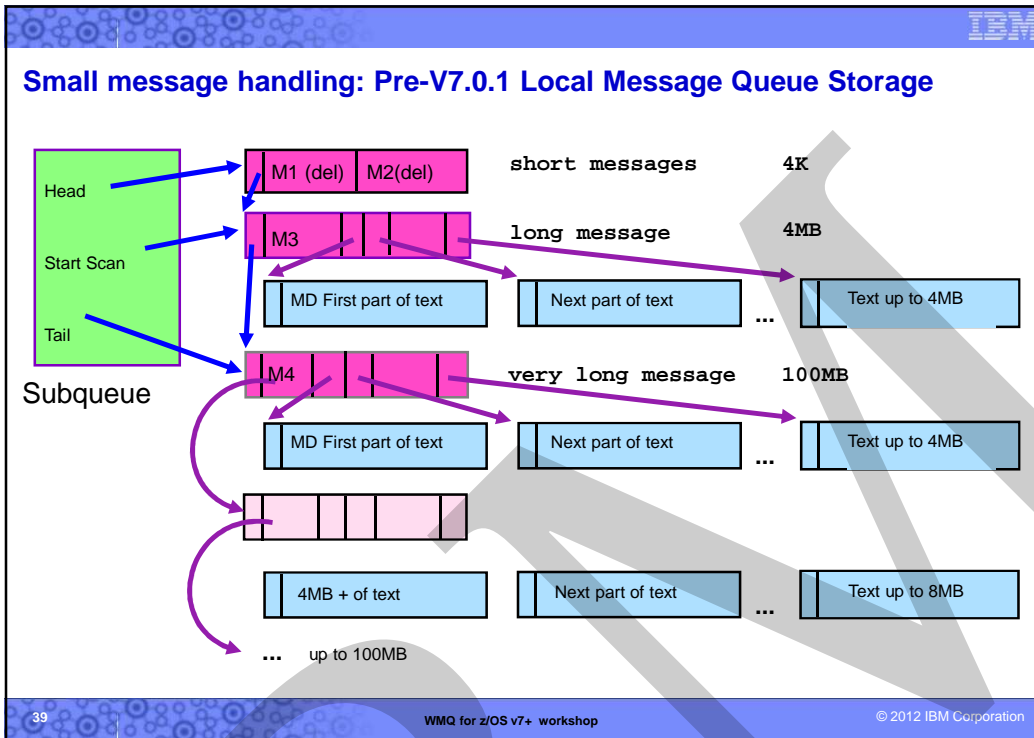 IBM
Small message handling: Pre-V7.0.1 Local Message Queue Storage
Head
Start Scan
Tail
Subqueue
M1 (del) M2(del)
short messages 4K
M3
long message 4MB
MD First part of text
Next part of text
...
Text up to 4MB
M4
very long message 100MB
MD First part of text
Next part of text
...
Text up to 4MB
4MB + of text
Next part of text
...
Text up to 8MB
... up to 100MB
39
WMQ for z/OS v7+ workshop
© 2012 IBM Corporation